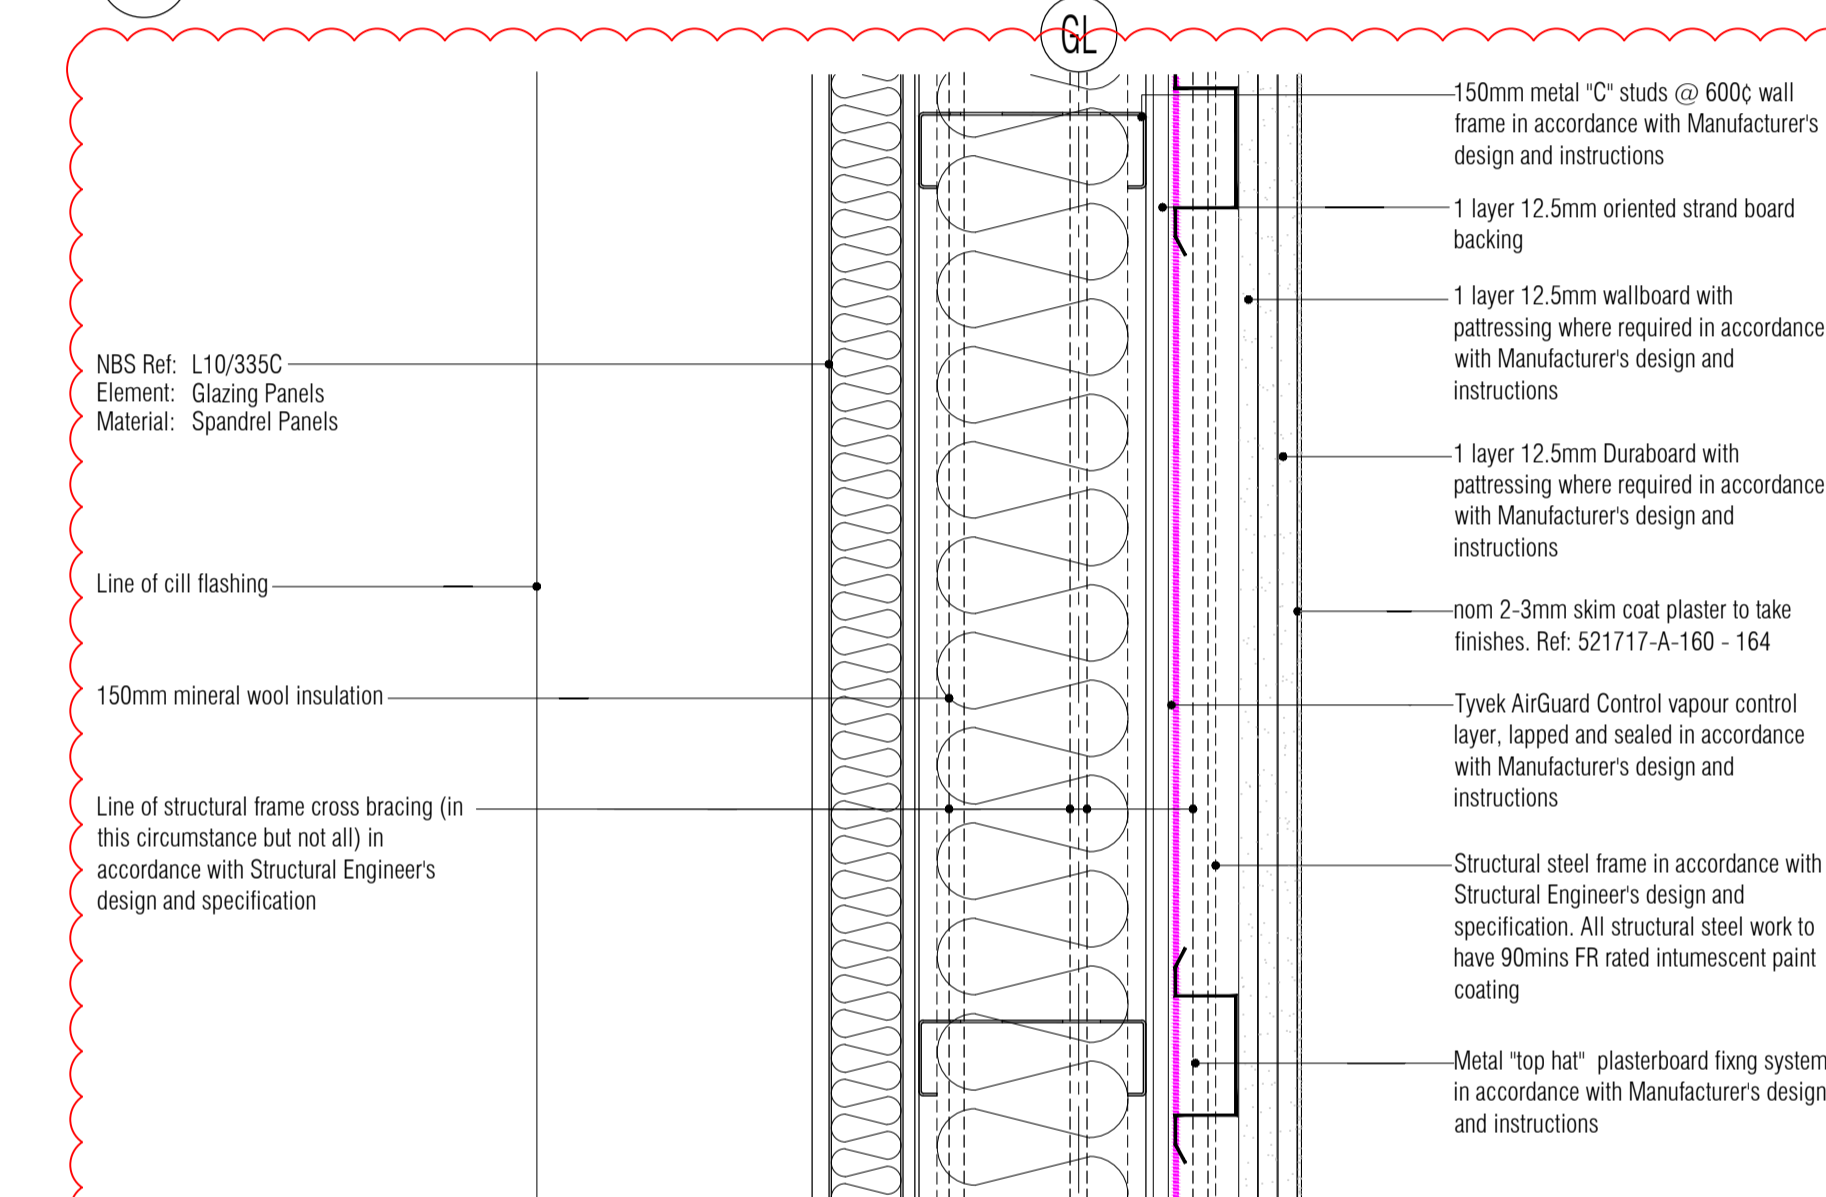 GL
NBS Ref: L10/335C
Element: Glazing Panels
Material: Spandrel Panels
Line of cill flashing
150mm mineral wool insulation
Line of structural frame cross bracing (in
this circumstance but not all) in
accordance with Structural Engineer's
design and specification
150mm metal "C" studs @ 600¢ wall
frame in accordance with Manufacturer's
design and instructions
1 layer 12.5mm oriented strand board
backing
1 layer 12.5mm wallboard with
pattressing where required in accordance
with Manufacturer's design and
instructions
1 layer 12.5mm Duraboard with
pattressing where required in accordance
with Manufacturer's design and
instructions
nom 2-3mm skim coat plaster to take
finishes. Ref: 521717-A-160 - 164
Tyvek AirGuard Control vapour control
layer, lapped and sealed in accordance
with Manufacturer's design and
instructions
Structural steel frame in accordance with
Structural Engineer's design and
specification. All structural steel work to
have 90mins FR rated intumescent paint
coating
Metal "top hat" plasterboard fixng system
in accordance with Manufacturer's design
and instructions